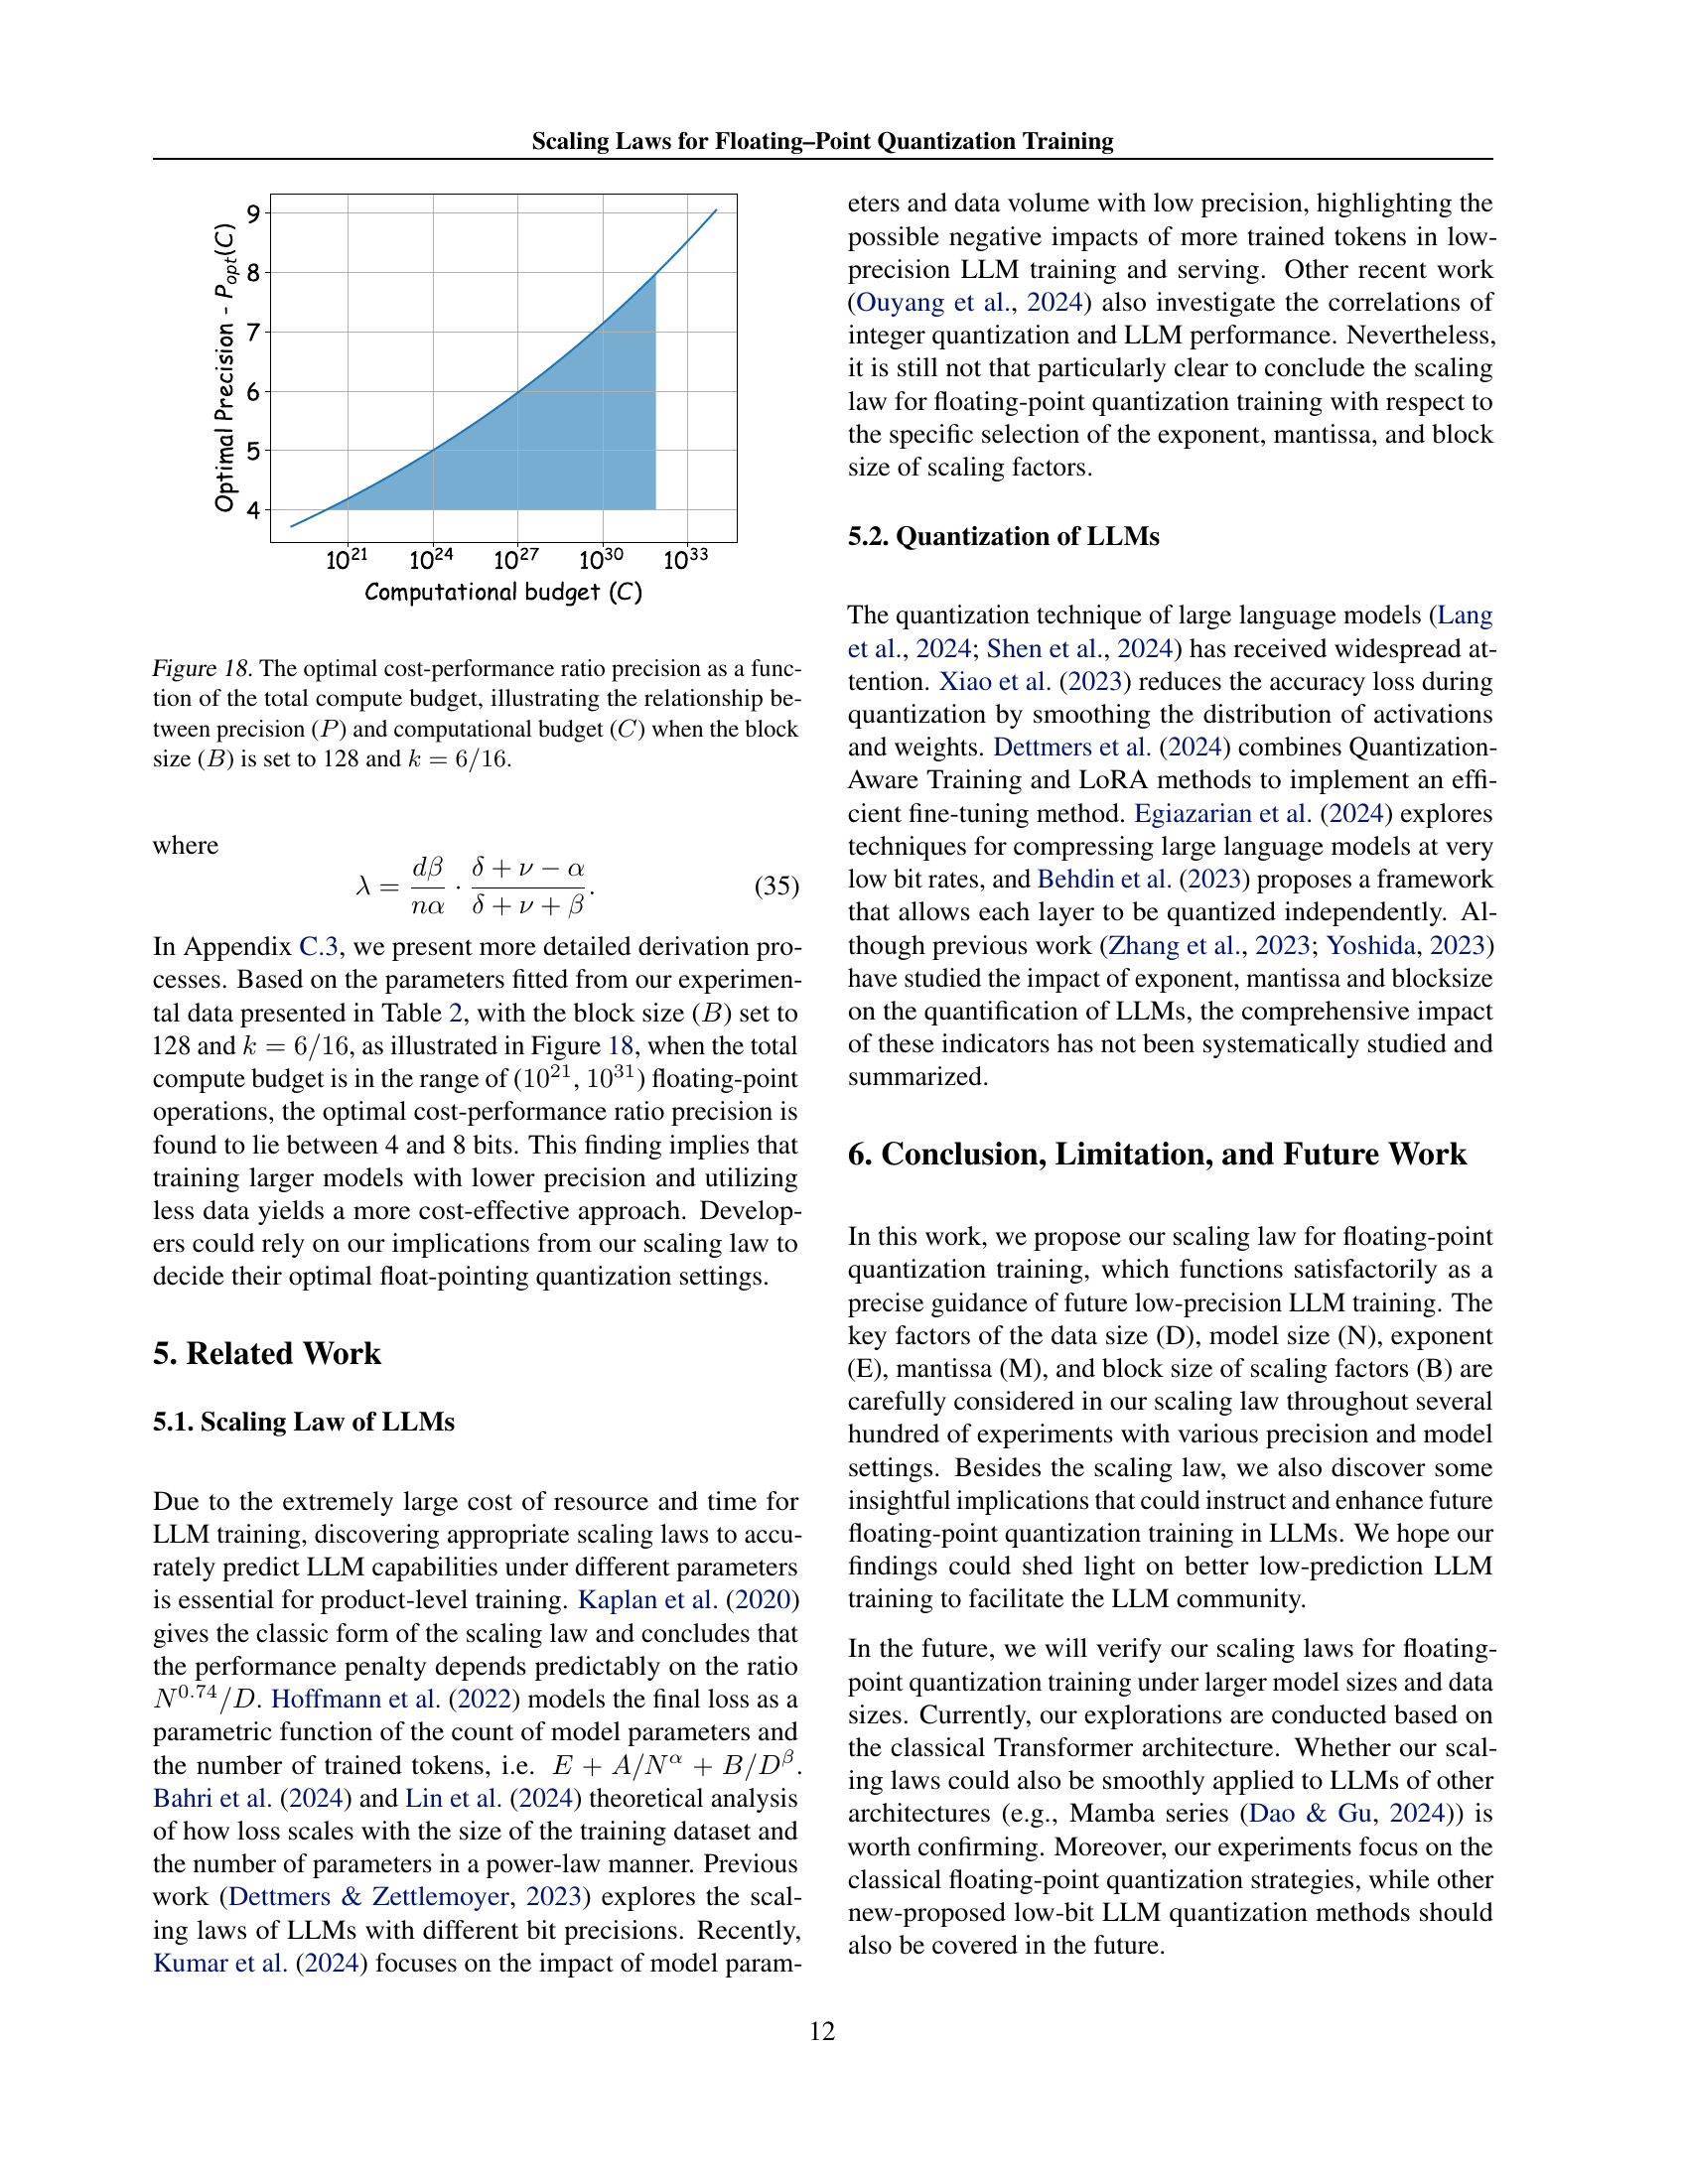 Scaling Laws for Floating–Point Quantization Training
9
8
7
6
5
4
Optimal Precision - P_opt(C)
10^21 10^24 10^27 10^30 10^33
Computational budget (C)
Figure 18. The optimal cost-performance ratio precision as a func-
tion of the total compute budget, illustrating the relationship be-
tween precision (P) and computational budget (C) when the block
size (B) is set to 128 and k = 6/16.
where
λ = dβ/nα · (δ + ν − α)/(δ + ν + β). (35)
In Appendix C.3, we present more detailed derivation pro-
cesses. Based on the parameters fitted from our experimen-
tal data presented in Table 2, with the block size (B) set to
128 and k = 6/16, as illustrated in Figure 18, when the total
compute budget is in the range of (10^21, 10^31) floating-point
operations, the optimal cost-performance ratio precision is
found to lie between 4 and 8 bits. This finding implies that
training larger models with lower precision and utilizing
less data yields a more cost-effective approach. Develop-
ers could rely on our implications from our scaling law to
decide their optimal float-pointing quantization settings.
5. Related Work
5.1. Scaling Law of LLMs
Due to the extremely large cost of resource and time for
LLM training, discovering appropriate scaling laws to accu-
rately predict LLM capabilities under different parameters
is essential for product-level training. Kaplan et al. (2020)
gives the classic form of the scaling law and concludes that
the performance penalty depends predictably on the ratio
N^0.74/D. Hoffmann et al. (2022) models the final loss as a
parametric function of the count of model parameters and
the number of trained tokens, i.e. E + A/N^α + B/D^β.
Bahri et al. (2024) and Lin et al. (2024) theoretical analysis
of how loss scales with the size of the training dataset and
the number of parameters in a power-law manner. Previous
work (Dettmers & Zettlemoyer, 2023) explores the scal-
ing laws of LLMs with different bit precisions. Recently,
Kumar et al. (2024) focuses on the impact of model param-
eters and data volume with low precision, highlighting the
possible negative impacts of more trained tokens in low-
precision LLM training and serving. Other recent work
(Ouyang et al., 2024) also investigate the correlations of
integer quantization and LLM performance. Nevertheless,
it is still not that particularly clear to conclude the scaling
law for floating-point quantization training with respect to
the specific selection of the exponent, mantissa, and block
size of scaling factors.
5.2. Quantization of LLMs
The quantization technique of large language models (Lang
et al., 2024; Shen et al., 2024) has received widespread at-
tention. Xiao et al. (2023) reduces the accuracy loss during
quantization by smoothing the distribution of activations
and weights. Dettmers et al. (2024) combines Quantization-
Aware Training and LoRA methods to implement an effi-
cient fine-tuning method. Egiazarian et al. (2024) explores
techniques for compressing large language models at very
low bit rates, and Behdin et al. (2023) proposes a framework
that allows each layer to be quantized independently. Al-
though previous work (Zhang et al., 2023; Yoshida, 2023)
have studied the impact of exponent, mantissa and blocksize
on the quantification of LLMs, the comprehensive impact
of these indicators has not been systematically studied and
summarized.
6. Conclusion, Limitation, and Future Work
In this work, we propose our scaling law for floating-point
quantization training, which functions satisfactorily as a
precise guidance of future low-precision LLM training. The
key factors of the data size (D), model size (N), exponent
(E), mantissa (M), and block size of scaling factors (B) are
carefully considered in our scaling law throughout several
hundred of experiments with various precision and model
settings. Besides the scaling law, we also discover some
insightful implications that could instruct and enhance future
floating-point quantization training in LLMs. We hope our
findings could shed light on better low-prediction LLM
training to facilitate the LLM community.
In the future, we will verify our scaling laws for floating-
point quantization training under larger model sizes and data
sizes. Currently, our explorations are conducted based on
the classical Transformer architecture. Whether our scal-
ing laws could also be smoothly applied to LLMs of other
architectures (e.g., Mamba series (Dao & Gu, 2024)) is
worth confirming. Moreover, our experiments focus on the
classical floating-point quantization strategies, while other
new-proposed low-bit LLM quantization methods should
also be covered in the future.
12